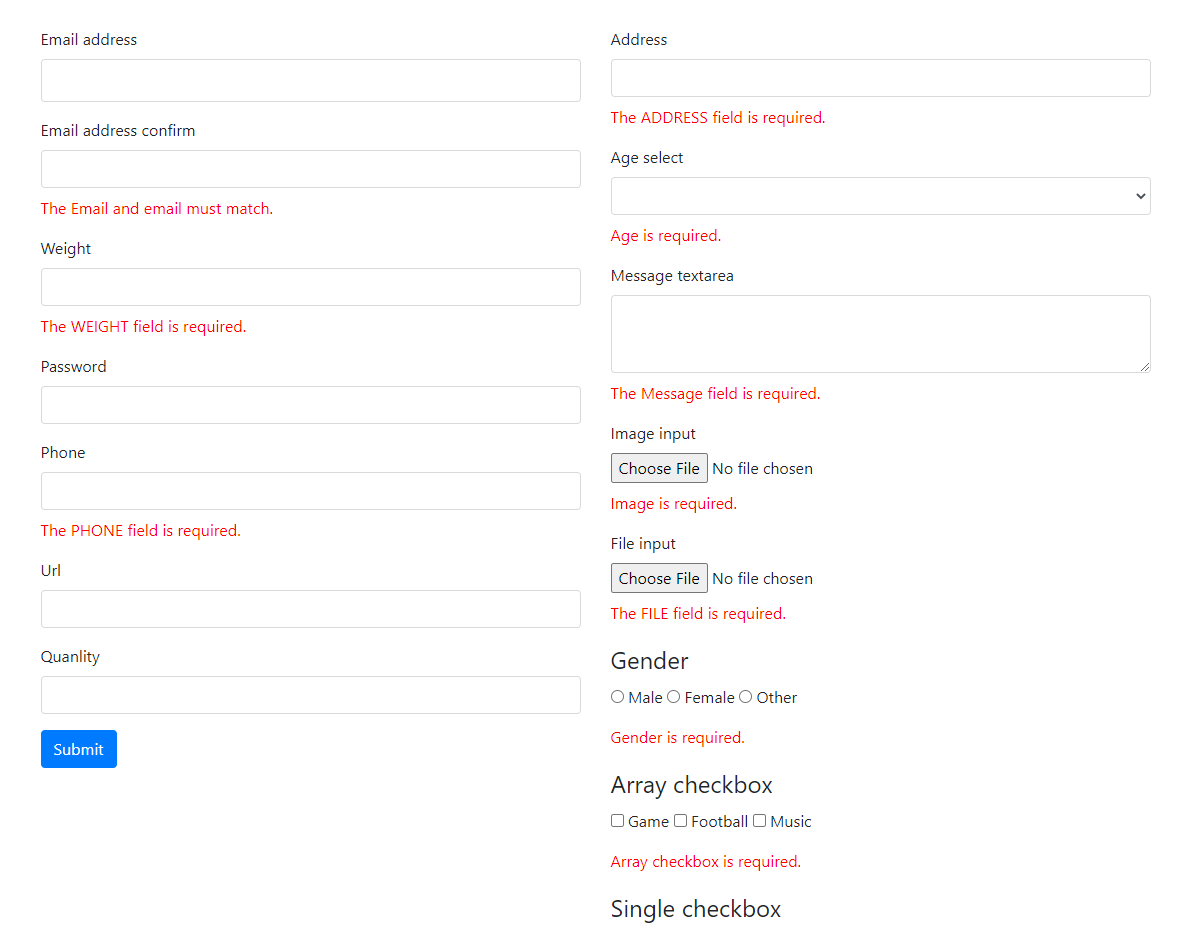 Email address
Email address confirm
The Email and email must match.
Weight
The WEIGHT field is required.
Password
Phone
The PHONE field is required.
Url
Quanlity
Submit
Address
The ADDRESS field is required.
Age select
Age is required.
Message textarea
The Message field is required.
Image input
Choose File No file chosen
Image is required.
File input
Choose File No file chosen
The FILE field is required.
Gender
Male Female Other
Gender is required.
Array checkbox
Game Football Music
Array checkbox is required.
Single checkbox